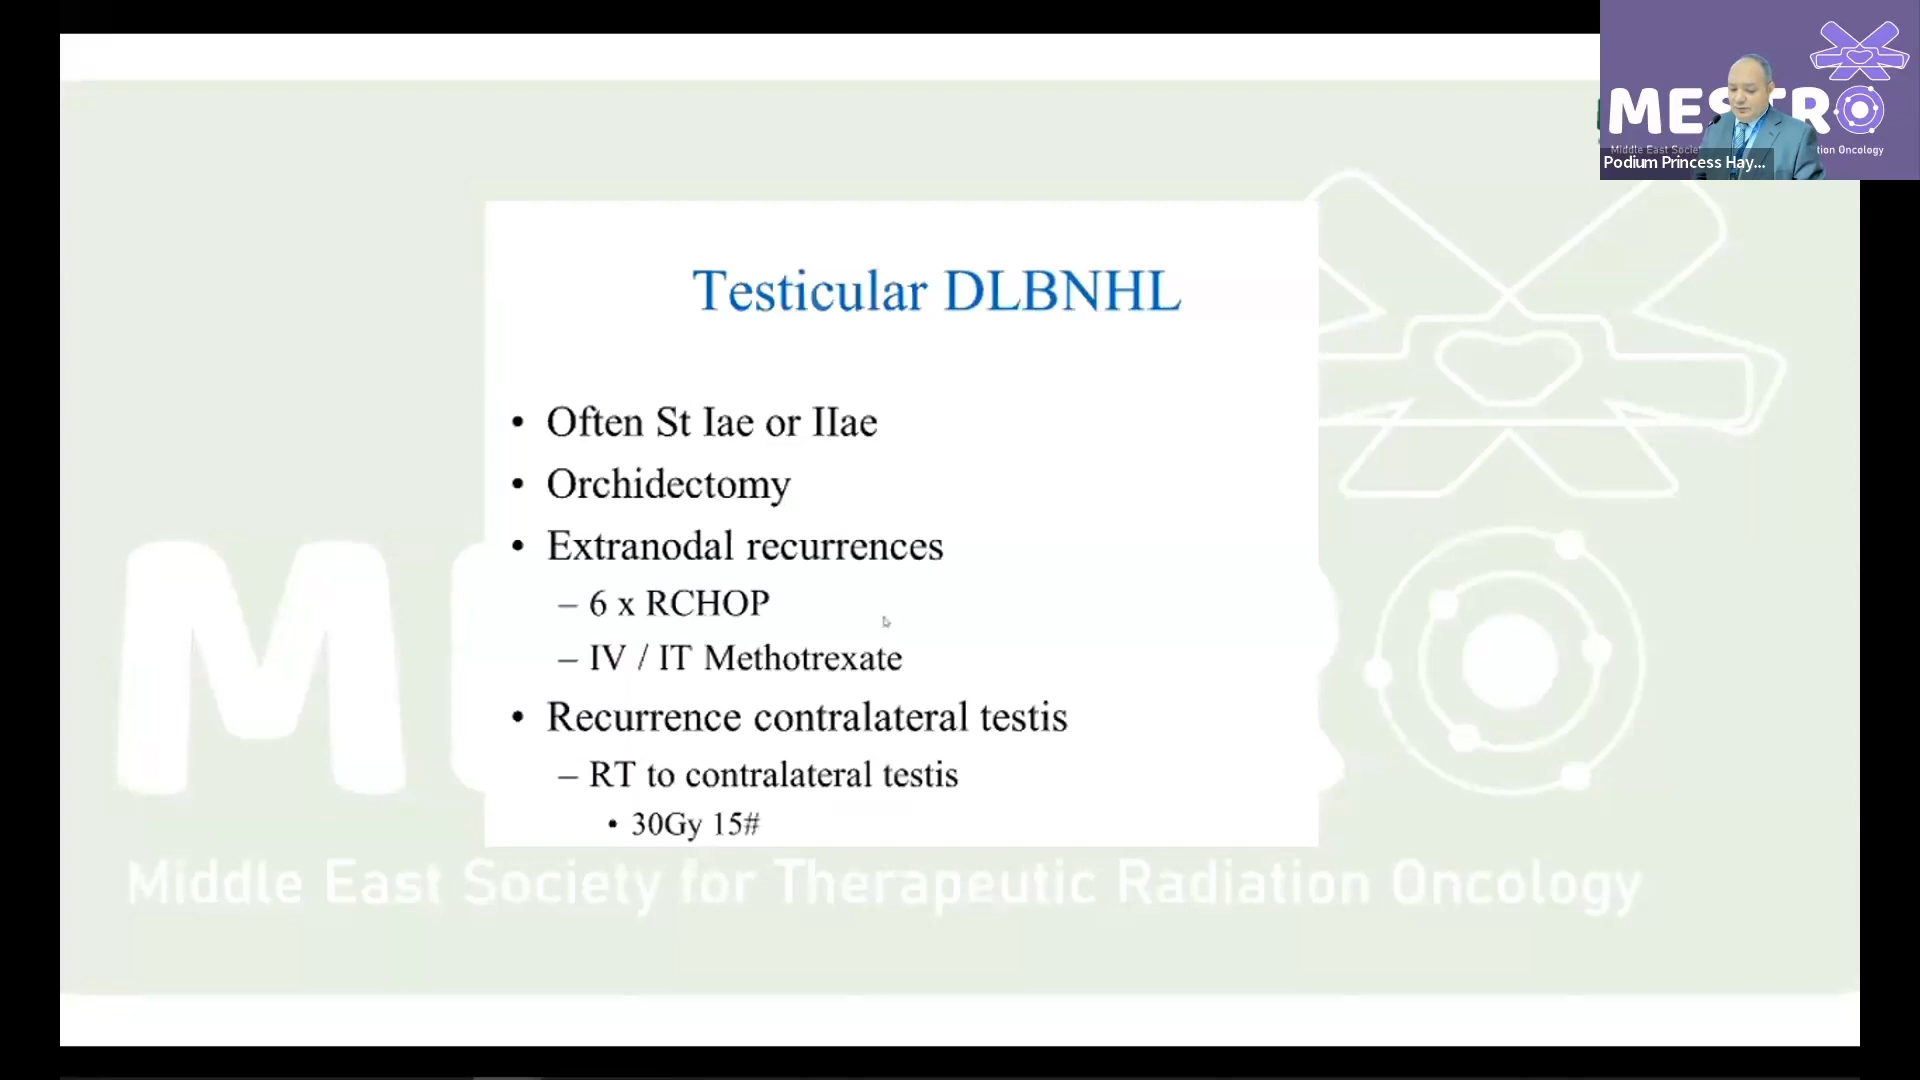 Testicular DLBNHL
• Often St Iae or IIae
• Orchidectomy
• Extranodal recurrences
– 6 x RCHOP
– IV / IT Methotrexate
• Recurrence contralateral testis
– RT to contralateral testis
• 30Gy 15#
Middle East Society for Therapeutic Radiation Oncology
Podium Princess Hay...